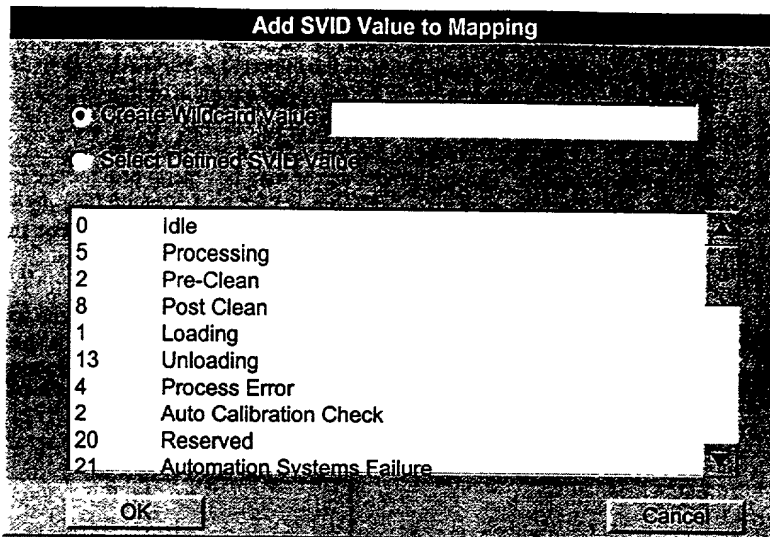 Add SVID Value to Mapping
Create Wildcard Value
Select Defined SVID Value
0 Idle
5 Processing
2 Pre-Clean
8 Post Clean
1 Loading
13 Unloading
4 Process Error
2 Auto Calibration Check
20 Reserved
21 Automation Systems Failure
OK Cancel